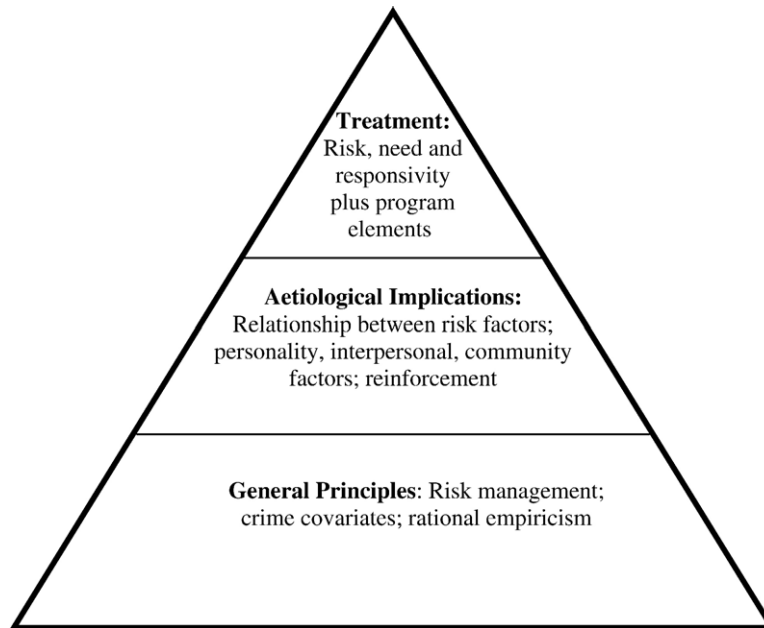 Treatment:
Risk, need and
responsivity
plus program
elements
Aetiological Implications:
Relationship between risk factors;
personality, interpersonal, community
factors; reinforcement
General Principles: Risk management;
crime covariates; rational empiricism